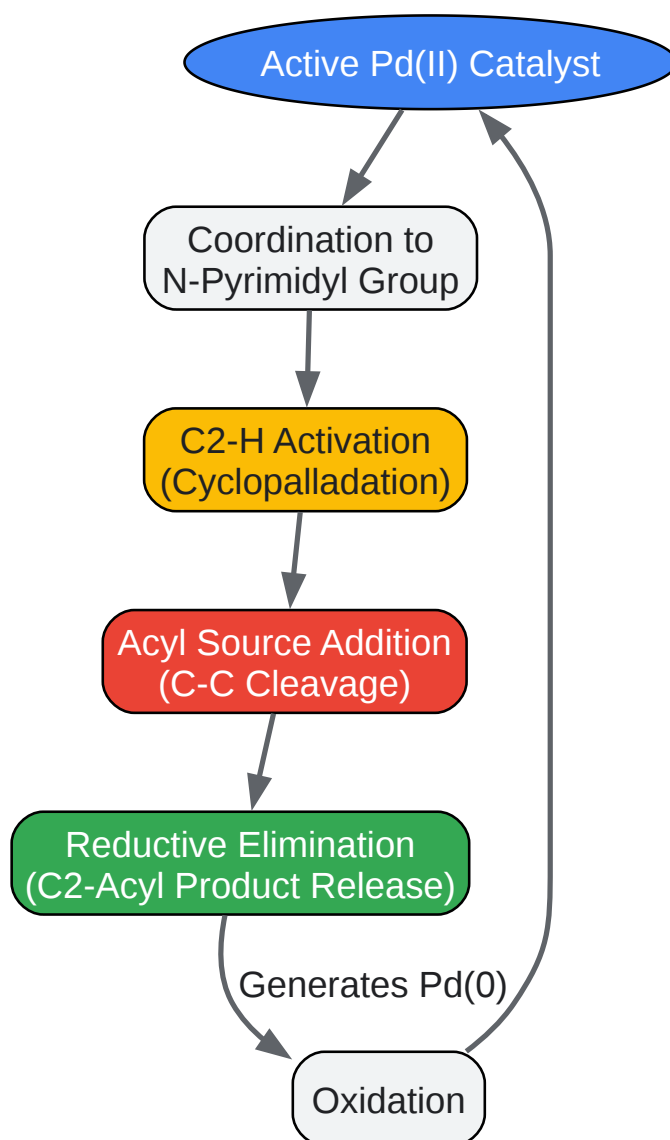 Active Pd(II) Catalyst
Coordination to
N-Pyrimidyl Group
C2-H Activation
(Cyclopalladation)
Acyl Source Addition
(C-C Cleavage)
Reductive Elimination
(C2-Acyl Product Release)
Generates Pd(0)
Oxidation